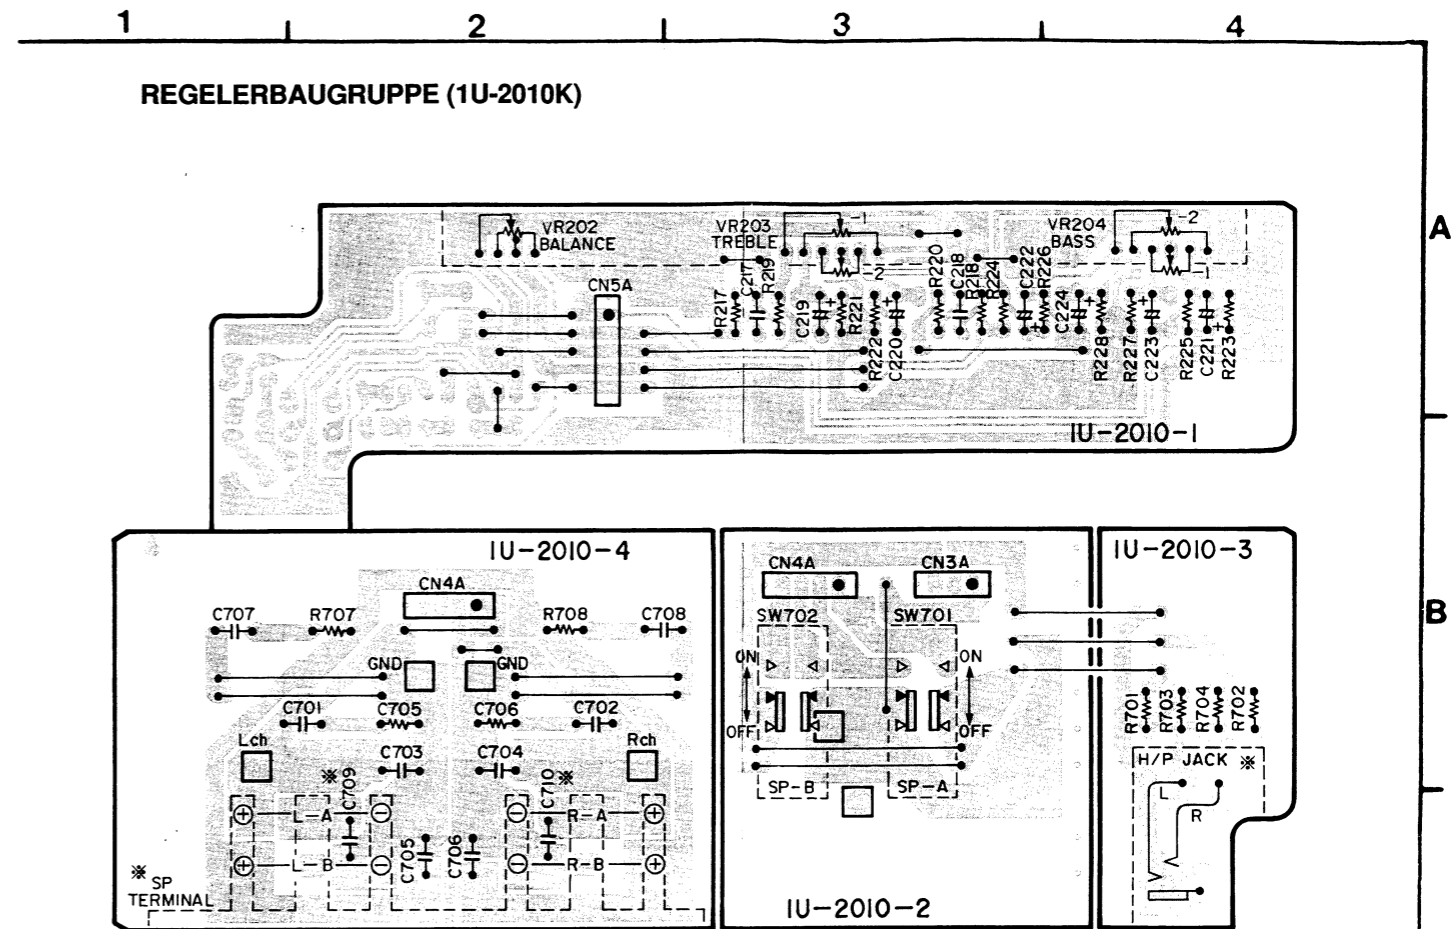 1 2 3 4
REGELERBAUGRUPPE (1U-2010K)
A
VR202
BALANCE
VR203
TREBLE
-1
-2
VR204
BASS
-2
-1
CN5A
R217
C217
R219
C219
+
R221
R222
+
C220
R220
C218
R218
R224
C222
+
R226
C224
+
R228
R227
+
C223
R225
C221
+
R223
1U-2010-1
B
1U-2010-4
CN4A
C707
R707
R708
C708
GND
GND
C701
C705
C706
C702
Lch
C703
C704
Rch
※
C709
C710
※
L-A
R-A
L-B
R-B
C705
C706
※ SP
TERMINAL
CN4A
CN3A
SW702
SW701
ON
ON
OFF
OFF
SP-B
SP-A
1U-2010-2
1U-2010-3
R701
R703
R704
R702
H/P JACK ※
L
R